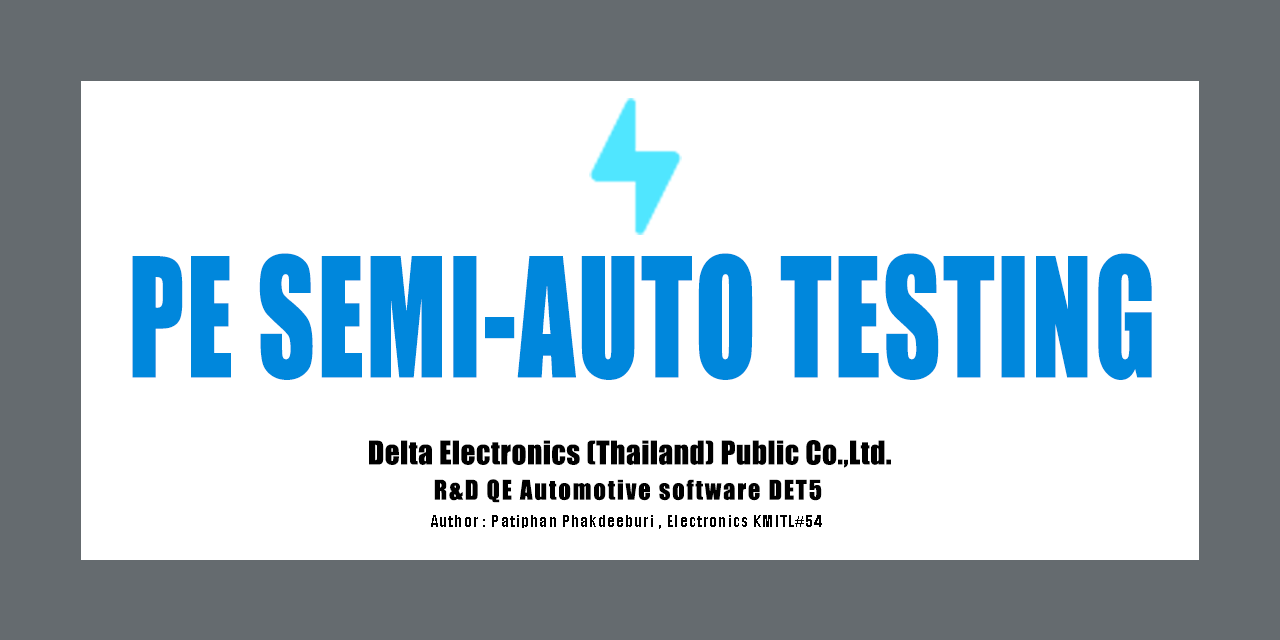 PE SEMI-AUTO TESTING
Delta Electronics (Thailand) Public Co.,Ltd.
R&D QE Automotive software DET5
Author : Patiphan Phakdeeburi , Electronics KMITL#54